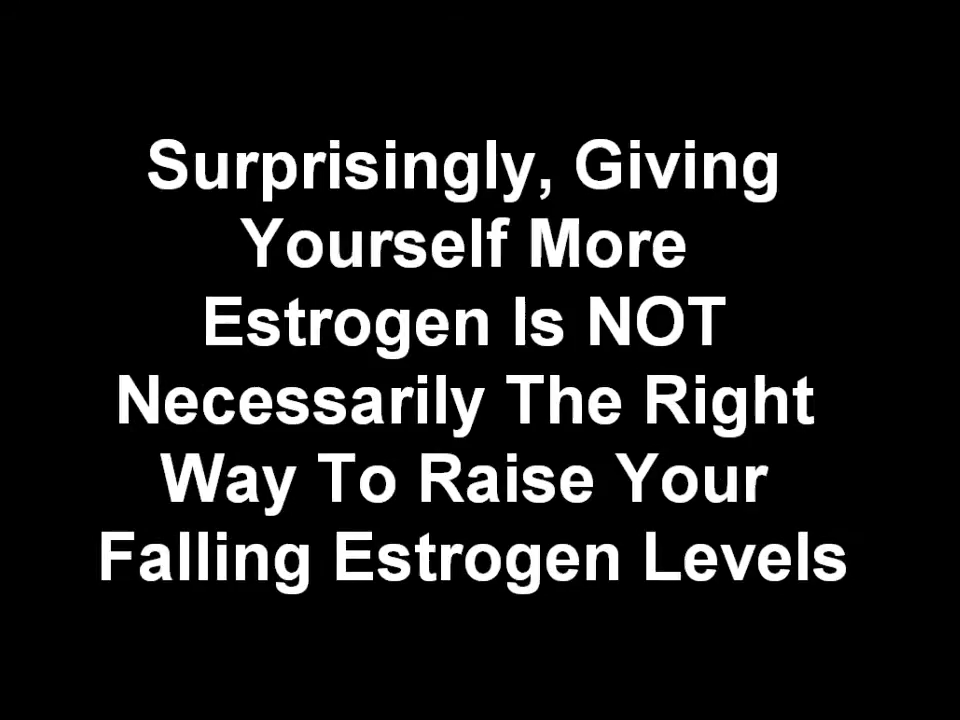 Surprisingly, Giving
Yourself More
Estrogen Is NOT
Necessarily The Right
Way To Raise Your
Falling Estrogen Levels